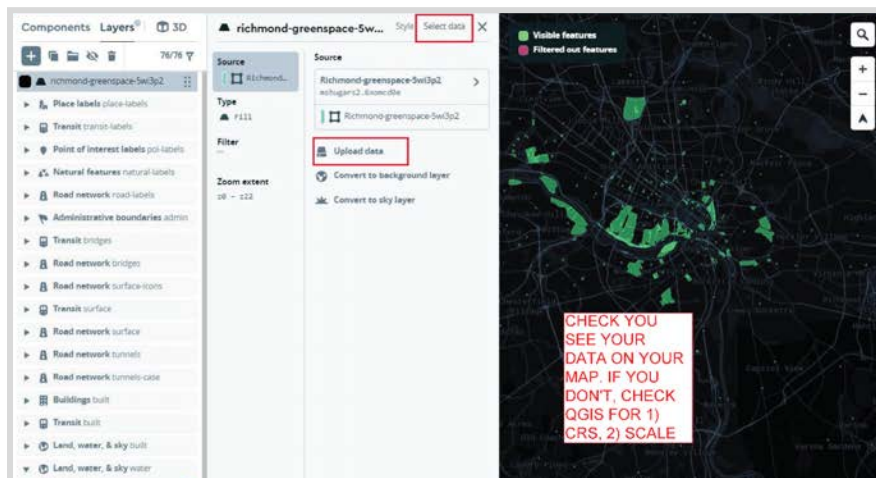 Components Layers 3D
76/76
richmond-greenspace-5wi3p2
Place labels place-labels
Transit transit-labels
Point of interest labels poi-labels
Natural features natural-labels
Road network road-labels
Administrative boundaries admin
Transit bridges
Road network bridges
Road network surface-icons
Transit surface
Road network surface
Road network tunnels
Road network tunnels-case
Buildings built
Transit built
Land, water, & sky built
Land, water, & sky water
richmond-greenspace-5w... Style Select data
Source
Richmond...
Type
Fill
Filter
Zoom extent
z0 – z22
Source
Richmond-greenspace-5wi3p2
Richmond-greenspace-5wi3p2
Upload data
Convert to background layer
Convert to sky layer
Visible features
Filtered out features
CHECK YOU
SEE YOUR
DATA ON YOUR
MAP. IF YOU
DON'T, CHECK
QGIS FOR 1)
CRS, 2) SCALE